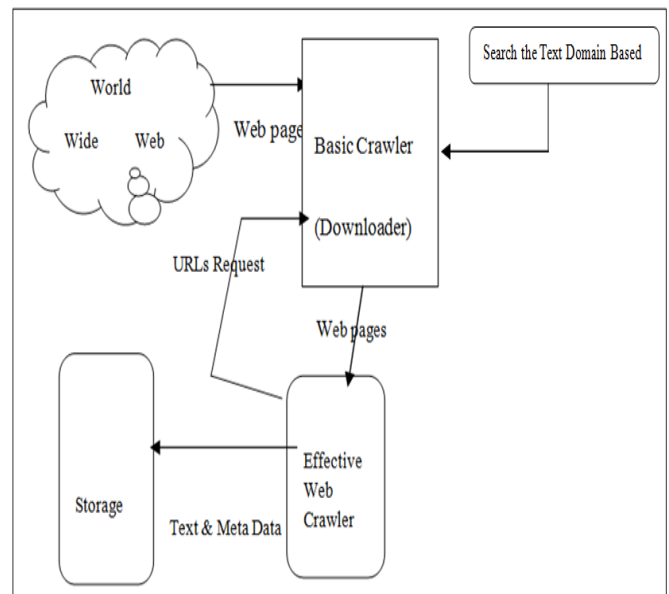 Search the Text Domain Based
World
Wide Web
Web page
Basic Crawler
(Downloader)
URLs Request
Web pages
Effective
Web
Crawler
Storage
Text & Meta Data